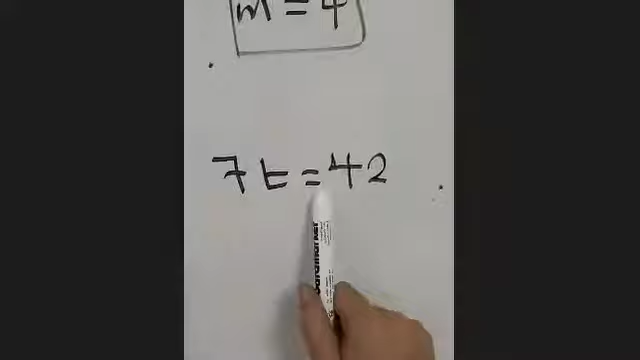 m = 4
7t = 42